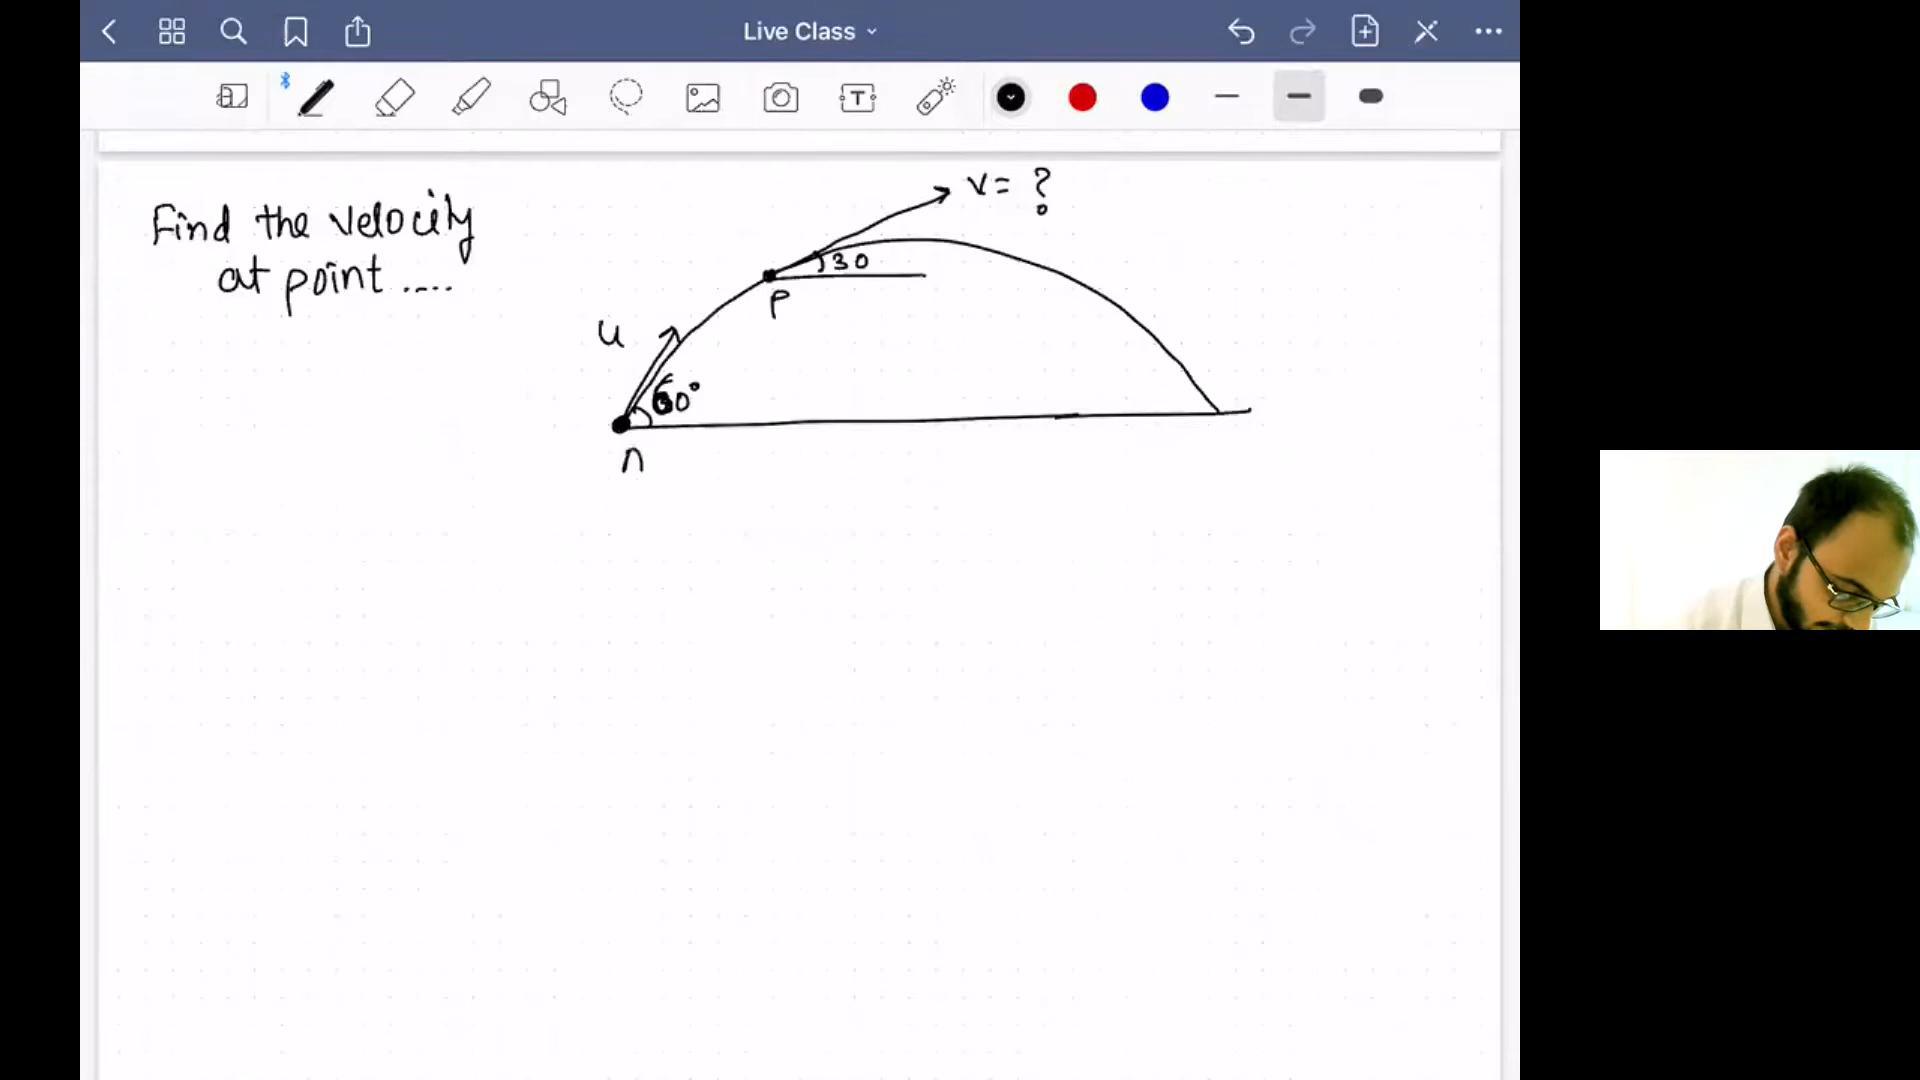 Live Class
T
Find the velocity
at point ....
v= ?
30
P
u
60°
n